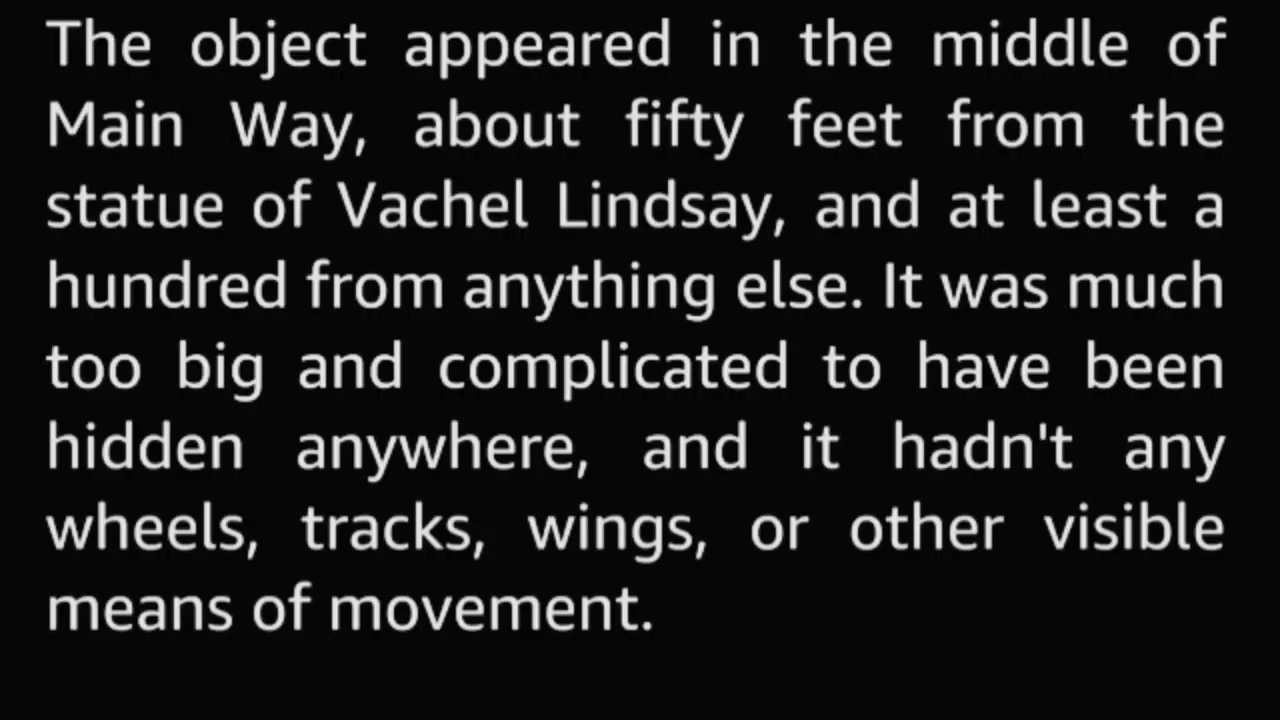 The object appeared in the middle of
Main Way, about fifty feet from the
statue of Vachel Lindsay, and at least a
hundred from anything else. It was much
too big and complicated to have been
hidden anywhere, and it hadn't any
wheels, tracks, wings, or other visible
means of movement.